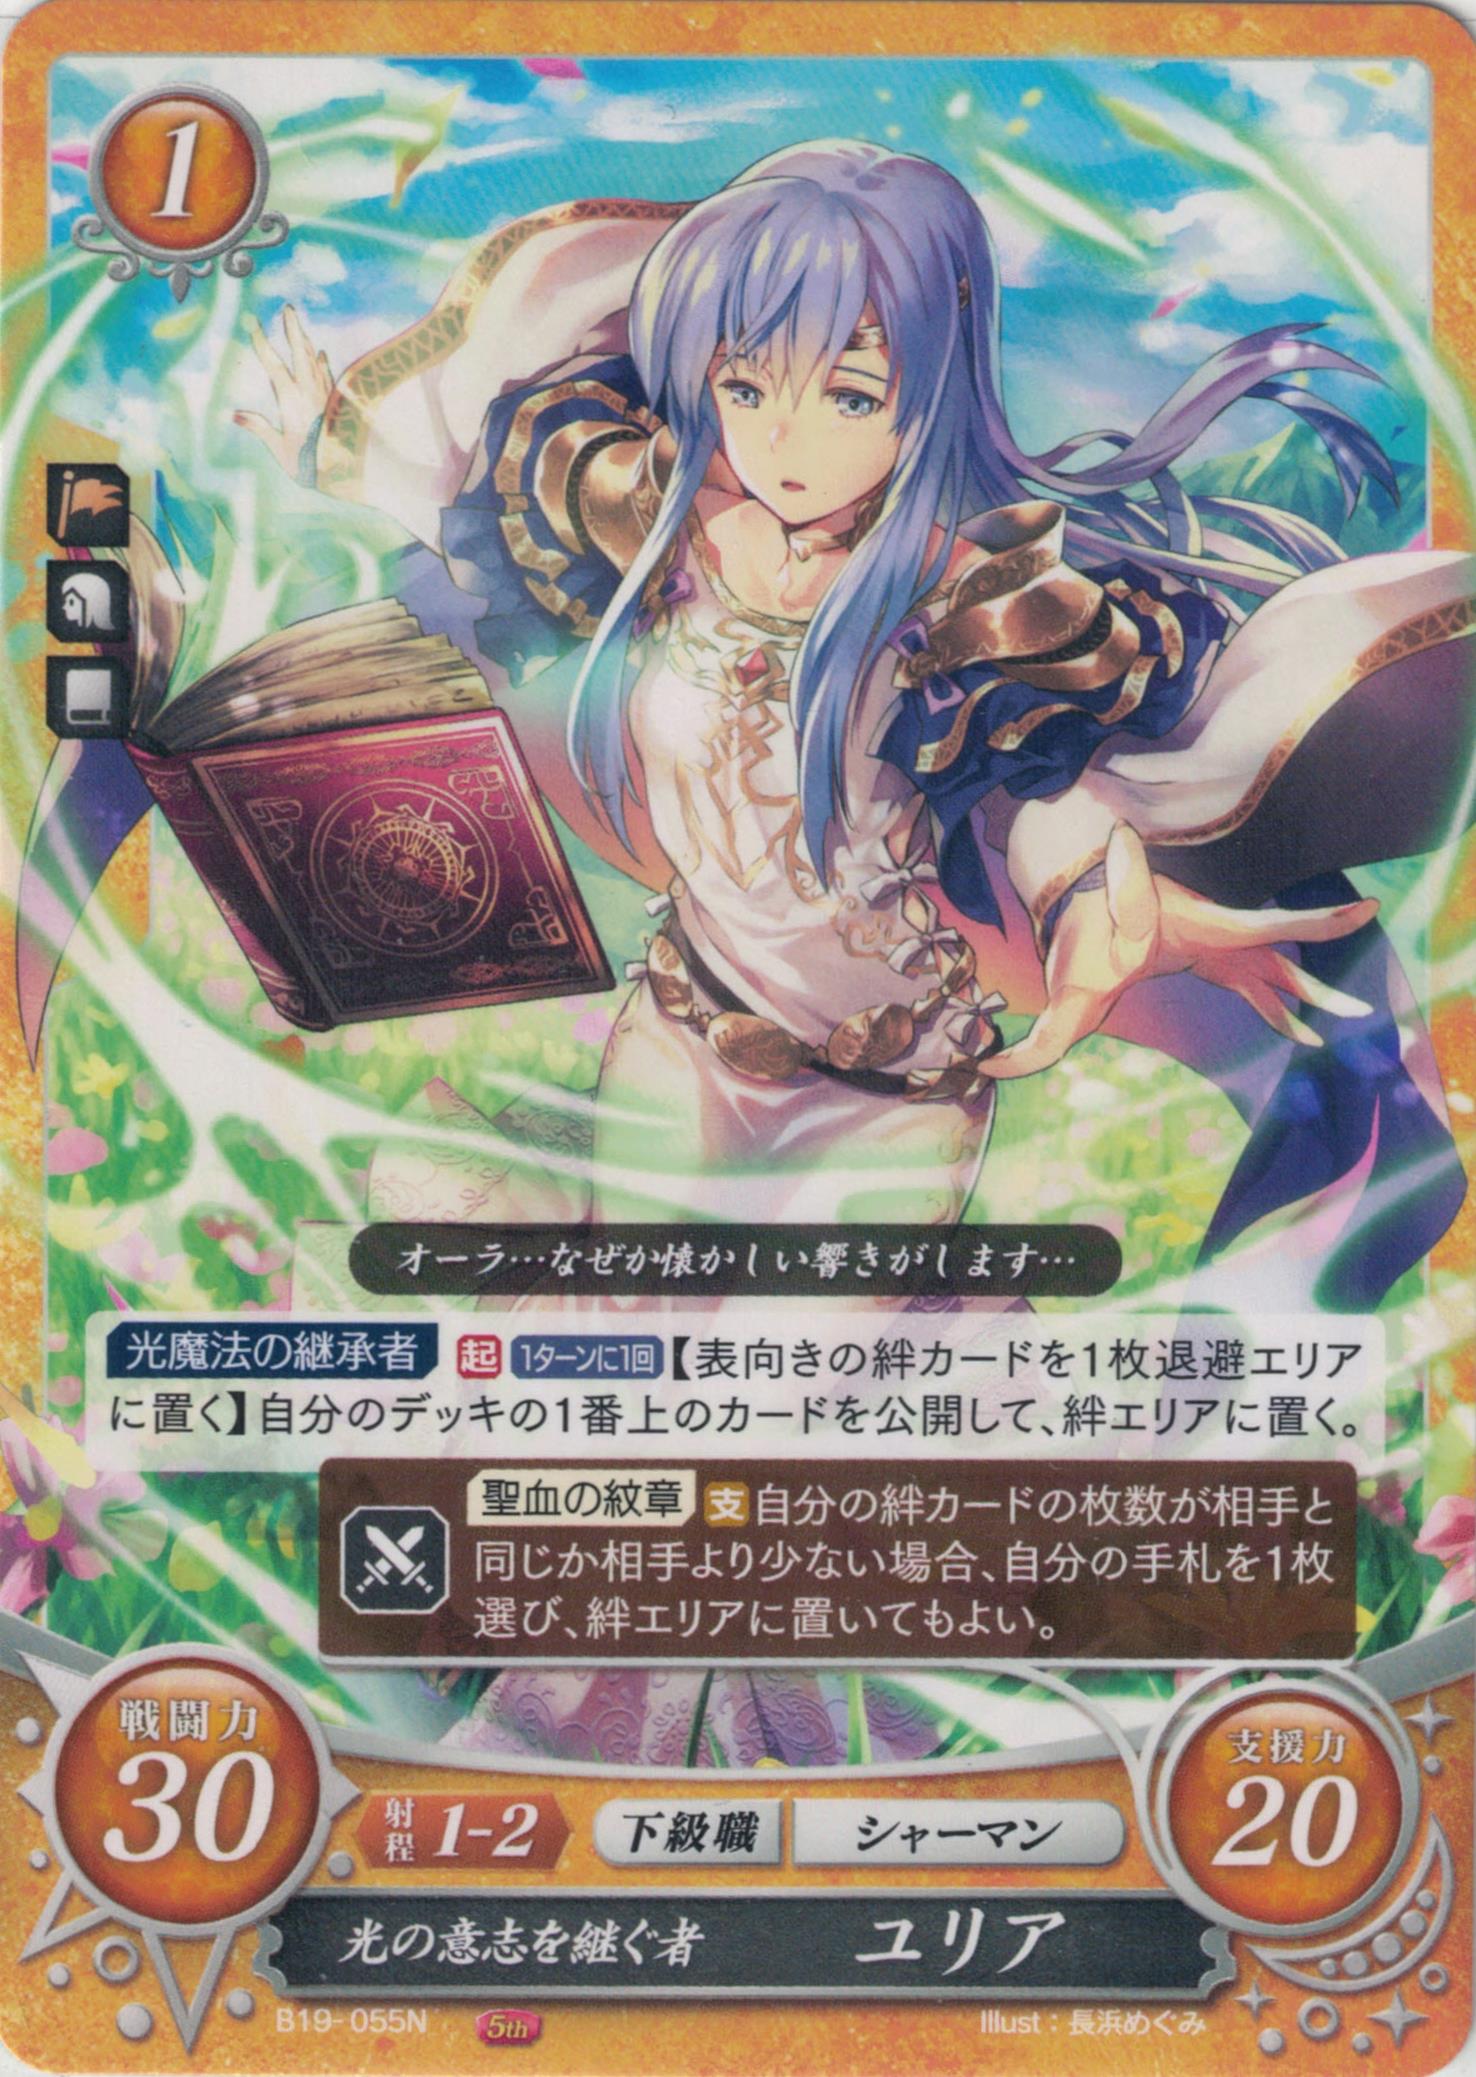 1
オーラ…なぜか懐かしい響きがします…
光魔法の継承者 起 1ターンに1回【表向きの絆カードを1枚退避エリア
に置く】自分のデッキの1番上のカードを公開して、絆エリアに置く。
聖血の紋章 支 自分の絆カードの枚数が相手と
同じか相手より少ない場合、自分の手札を1枚
選び、絆エリアに置いてもよい。
戦闘力
30
射程 1-2
下級職
シャーマン
支援力
20
光の意志を継ぐ者 ユリア
B19-055N 5th Illust：長浜めぐみ